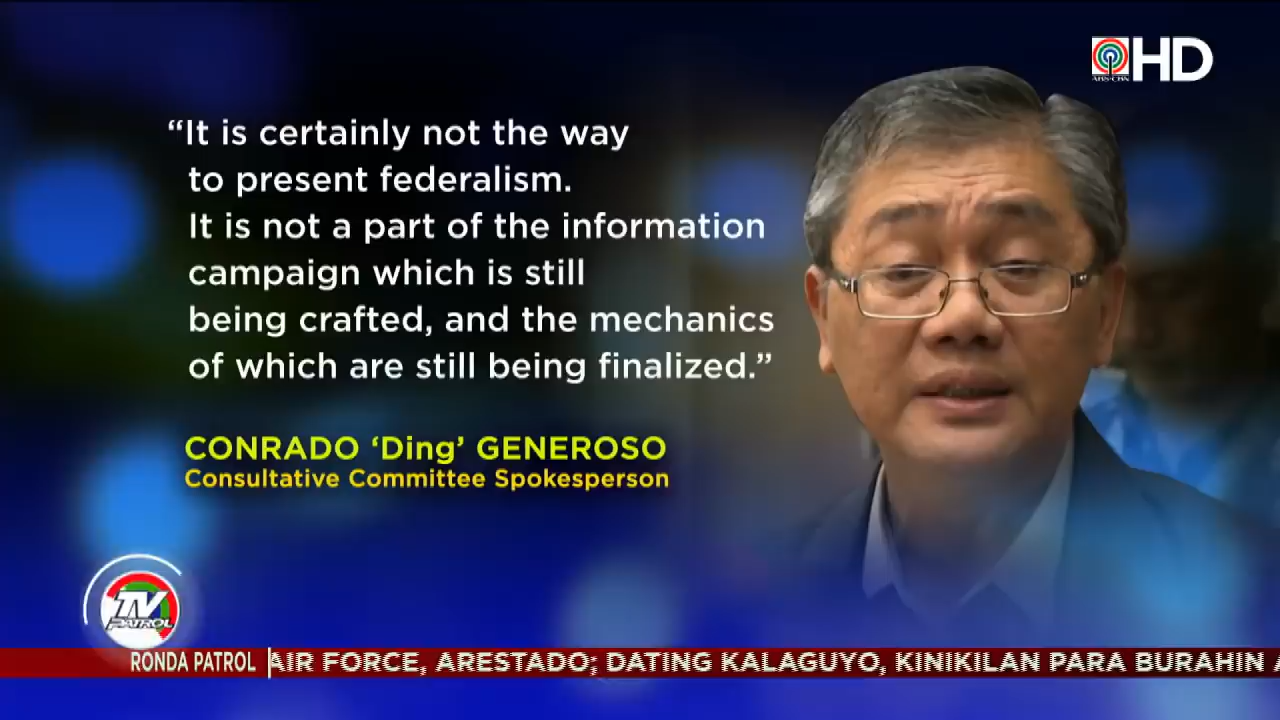 ABS-CBN HD
“It is certainly not the way
to present federalism.
It is not a part of the information
campaign which is still
being crafted, and the mechanics
of which are still being finalized.”
CONRADO ‘Ding’ GENEROSO
Consultative Committee Spokesperson
TV
PATROL
RONDA PATROL AIR FORCE, ARESTADO; DATING KALAGUYO, KINIKILAN PARA BURAHIN A